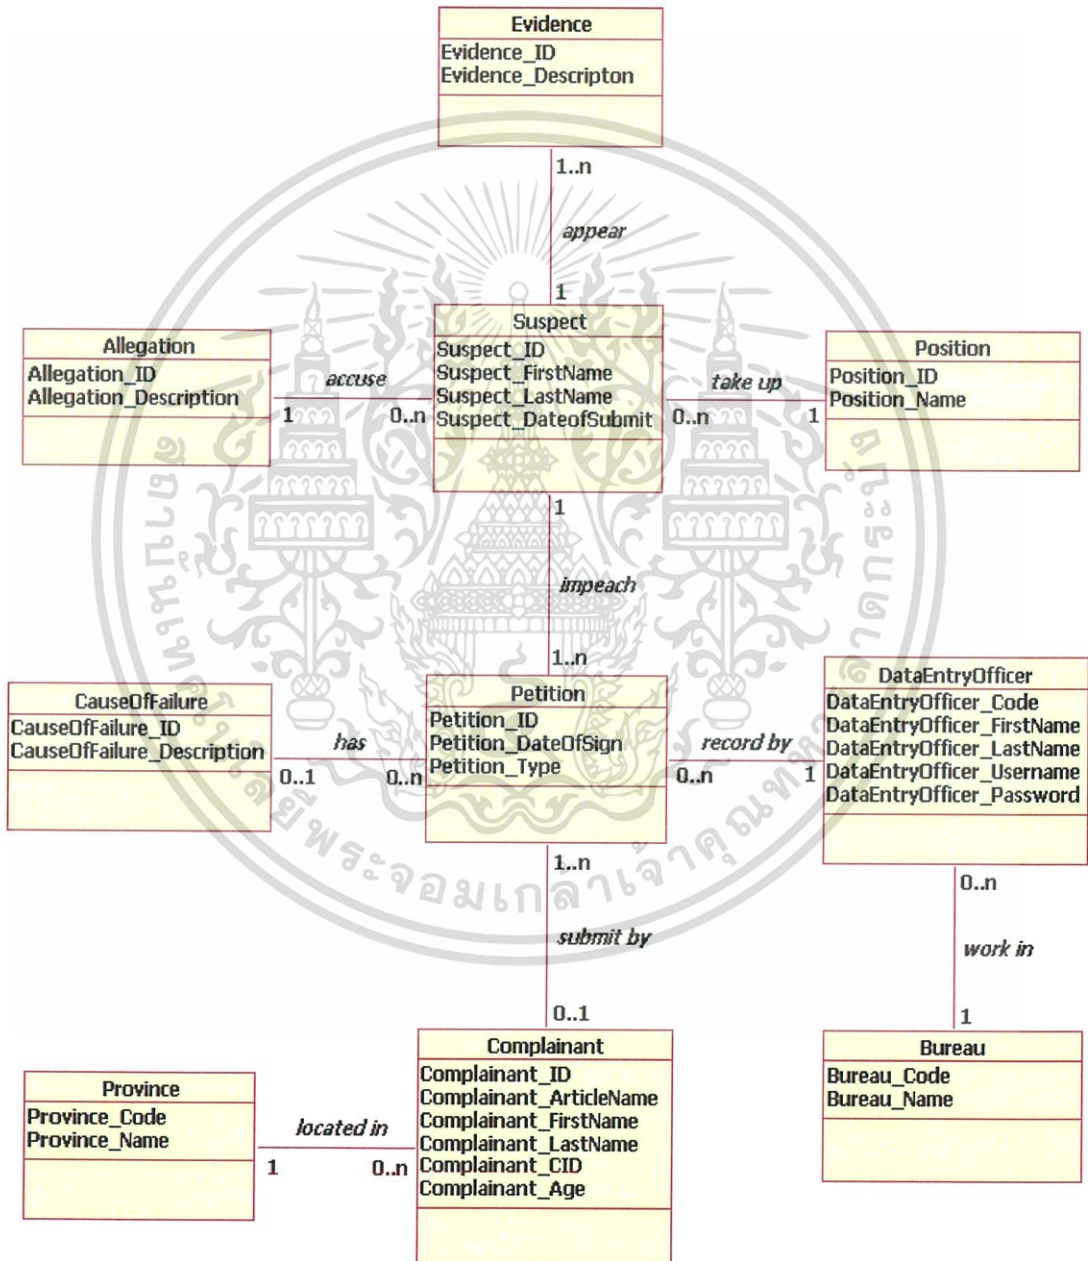 Evidence
Evidence_ID
Evidence_Descripton
1..n
appear
1
Allegation
Allegation_ID
Allegation_Description
accuse
1
0..n
Suspect
Suspect_ID
Suspect_FirstName
Suspect_LastName
Suspect_DateofSubmit
take up
0..n
1
Position
Position_ID
Position_Name
1
impeach
1..n
CauseOfFailure
CauseOfFailure_ID
CauseOfFailure_Description
has
0..1
0..n
Petition
Petition_ID
Petition_DateOfSign
Petition_Type
record by
0..n
1
DataEntryOfficer
DataEntryOfficer_Code
DataEntryOfficer_FirstName
DataEntryOfficer_LastName
DataEntryOfficer_Username
DataEntryOfficer_Password
1..n
submit by
0..1
0..n
work in
1
Province
Province_Code
Province_Name
located in
1
0..n
Complainant
Complainant_ID
Complainant_ArticleName
Complainant_FirstName
Complainant_LastName
Complainant_CID
Complainant_Age
Bureau
Bureau_Code
Bureau_Name